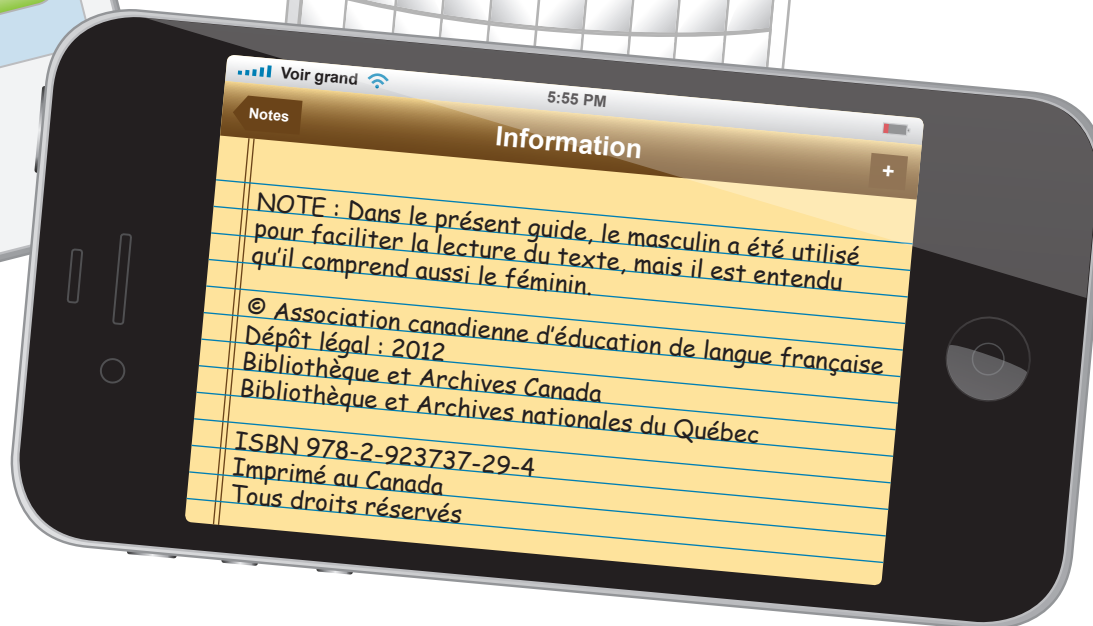 Voir grand
5:55 PM
Notes
Information
+
NOTE : Dans le présent guide, le masculin a été utilisé
pour faciliter la lecture du texte, mais il est entendu
qu'il comprend aussi le féminin.
© Association canadienne d'éducation de langue française
Dépôt légal : 2012
Bibliothèque et Archives Canada
Bibliothèque et Archives nationales du Québec
ISBN 978-2-923737-29-4
Imprimé au Canada
Tous droits réservés